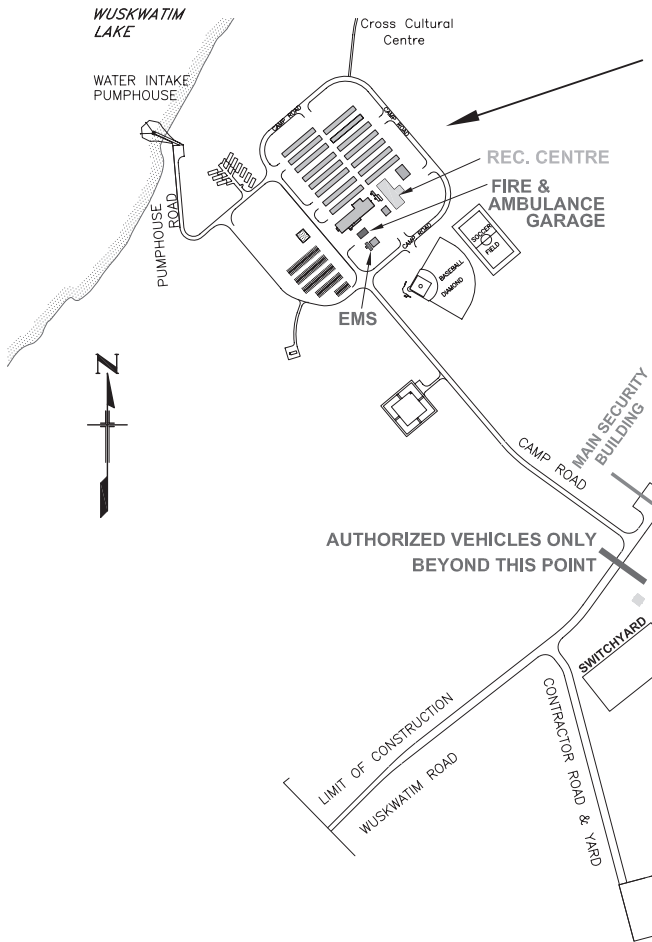 WUSKWATIM
LAKE
Cross Cultural
Centre
WATER INTAKE
PUMPHOUSE
CAMP ROAD
CAMP ROAD
REC. CENTRE
FIRE &
AMBULANCE
GARAGE
PUMPHOUSE
ROAD
CAMP ROAD
SOCCER
FIELD
BASEBALL
DIAMOND
EMS
N
MAIN SECURITY
BUILDING
CAMP ROAD
AUTHORIZED VEHICLES ONLY
BEYOND THIS POINT
SWITCHYARD
LIMIT OF CONSTRUCTION
WUSKWATIM ROAD
CONTRACTOR ROAD & YARD